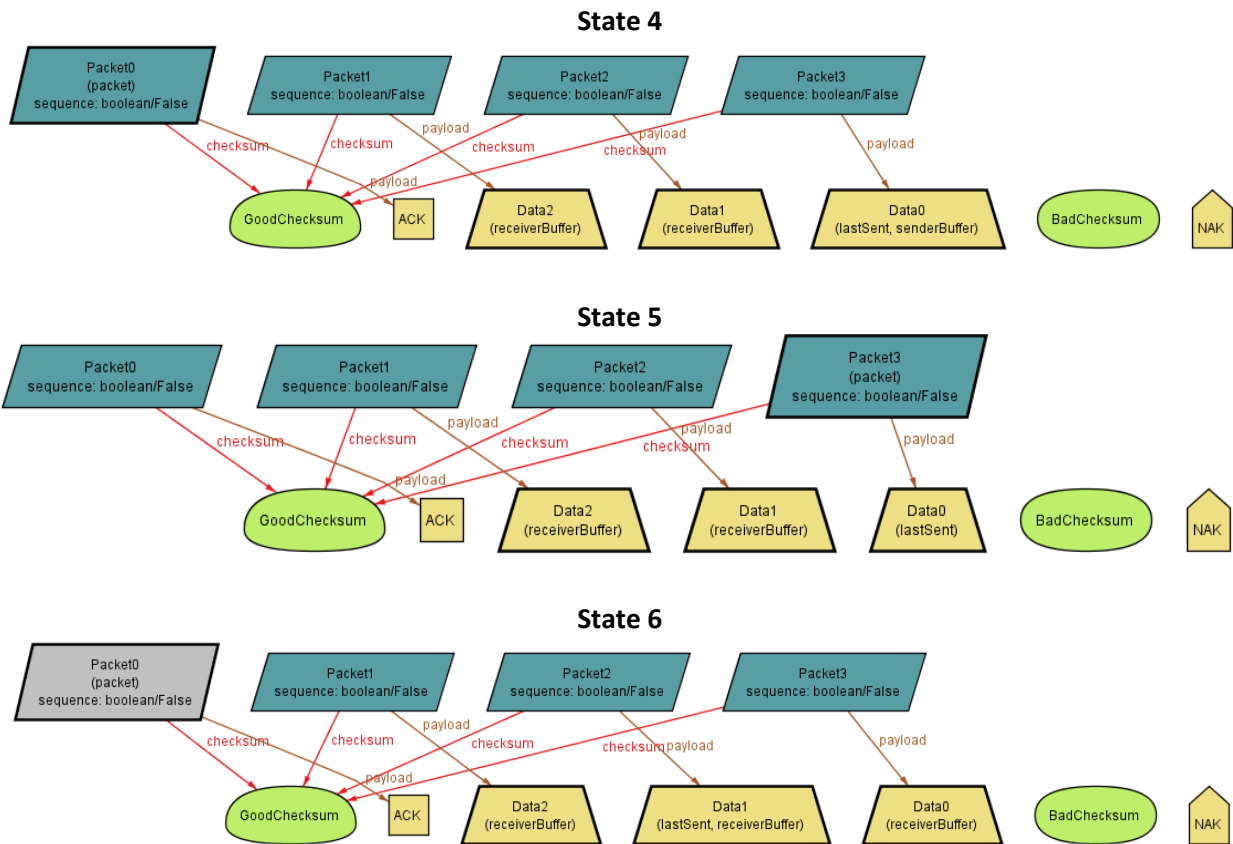 State 4
Packet0
(packet)
sequence: boolean/False
Packet1
sequence: boolean/False
Packet2
sequence: boolean/False
Packet3
sequence: boolean/False
checksum
payload
checksum
payload
checksum
payload
checksum
payload
GoodChecksum
ACK
Data2
(receiverBuffer)
Data1
(receiverBuffer)
Data0
(lastSent, senderBuffer)
BadChecksum
NAK
State 5
Packet0
sequence: boolean/False
Packet1
sequence: boolean/False
Packet2
sequence: boolean/False
Packet3
(packet)
sequence: boolean/False
checksum
payload
checksum
payload
checksum
payload
checksum
payload
GoodChecksum
ACK
Data2
(receiverBuffer)
Data1
(receiverBuffer)
Data0
(lastSent)
BadChecksum
NAK
State 6
Packet0
(packet)
sequence: boolean/False
Packet1
sequence: boolean/False
Packet2
sequence: boolean/False
Packet3
sequence: boolean/False
checksum
payload
checksum
payload
checksum
payload
checksum
payload
GoodChecksum
ACK
Data2
(receiverBuffer)
Data1
(lastSent, receiverBuffer)
Data0
(receiverBuffer)
BadChecksum
NAK